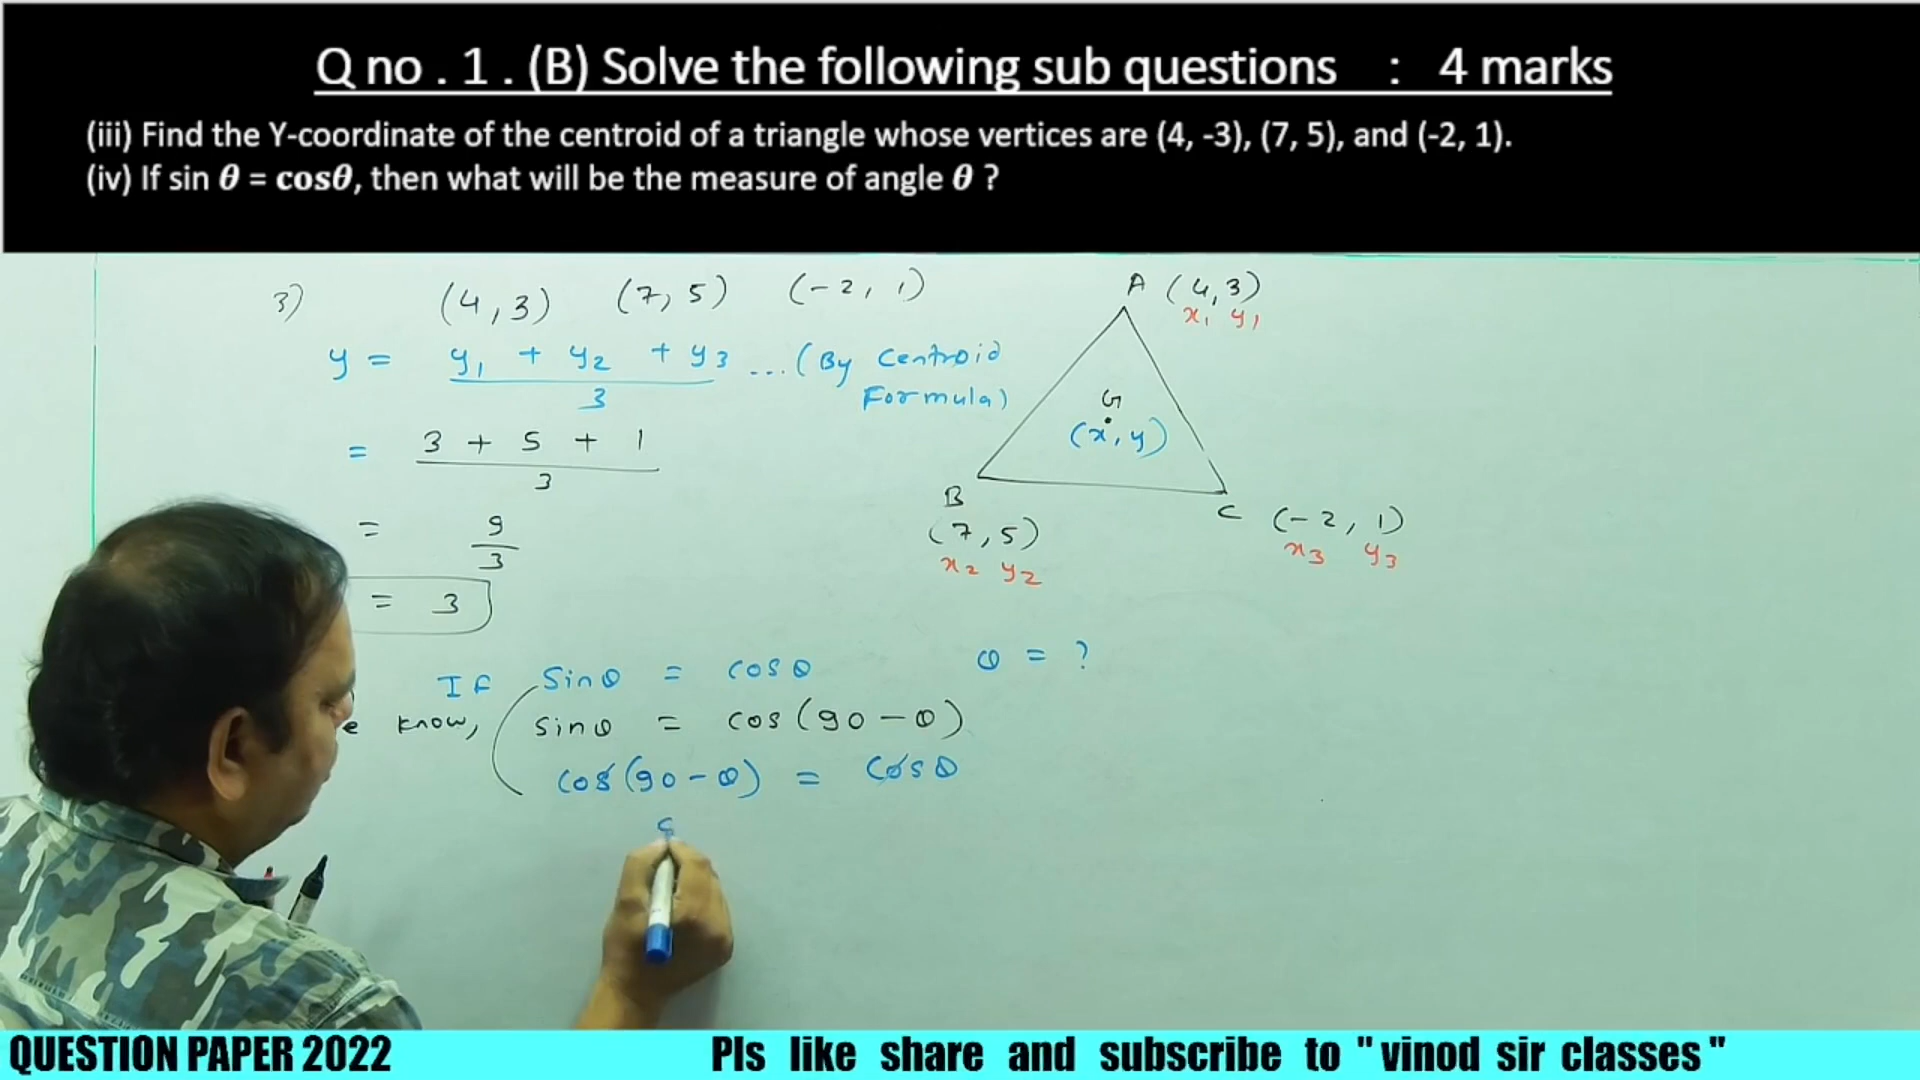 Q no . 1 . (B) Solve the following sub questions : 4 marks
(iii) Find the Y-coordinate of the centroid of a triangle whose vertices are (4, -3), (7, 5), and (-2, 1).
(iv) If sin θ = cosθ, then what will be the measure of angle θ ?
3) (4,3) (7,5) (-2, 1)
y = y₁ + y₂ + y₃ ...(By Centroid
3 Formula)
= 3 + 5 + 1
3
= 9
3
= 3
A (4,3)
x₁ y₁
G
(x, y)
B
(7,5)
x₂ y₂
C (-2, 1)
x₃ y₃
If sinθ = cosθ θ = ?
know, sinθ = cos(90-θ)
cos(90-θ) = cosθ
QUESTION PAPER 2022 Pls like share and subscribe to " vinod sir classes "